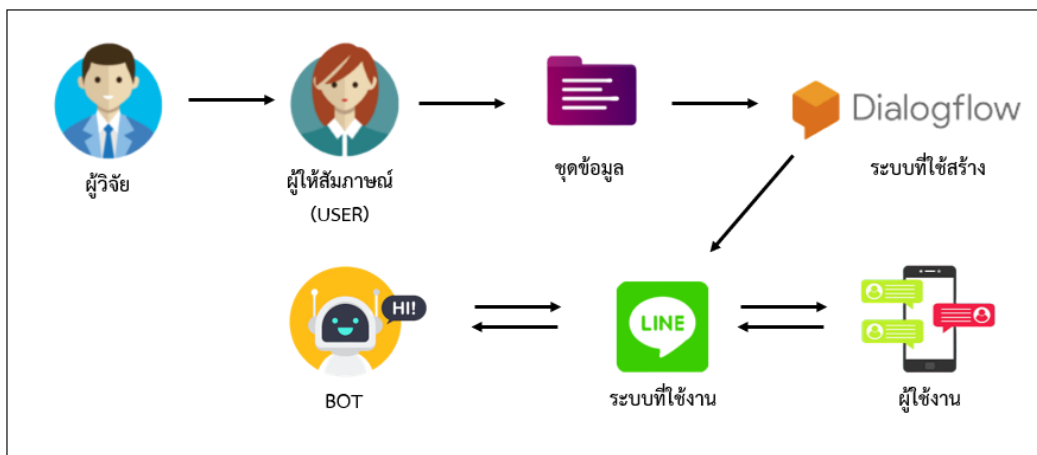 Dialogflow
ผู้วิจัย
ผู้ให้สัมภาษณ์
(USER)
ชุดข้อมูล
ระบบที่ใช้สร้าง
HI!
LINE
BOT
ระบบที่ใช้งาน
ผู้ใช้งาน